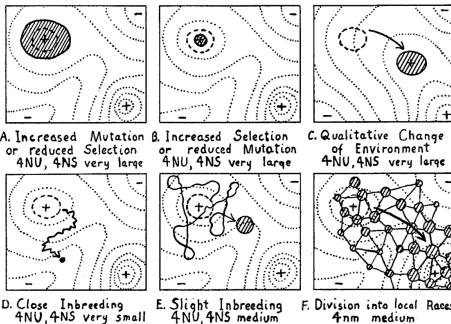 A. Increased Mutation
or reduced Selection
4NU, 4NS very large
B. Increased Selection
or reduced Mutation
4NU, 4NS very large
C. Qualitative Change
of Environment
4NU, 4NS very large
D. Close Inbreeding
4NU, 4NS very small
E. Slight Inbreeding
4NU, 4NS medium
F. Division into local Races
4nm medium